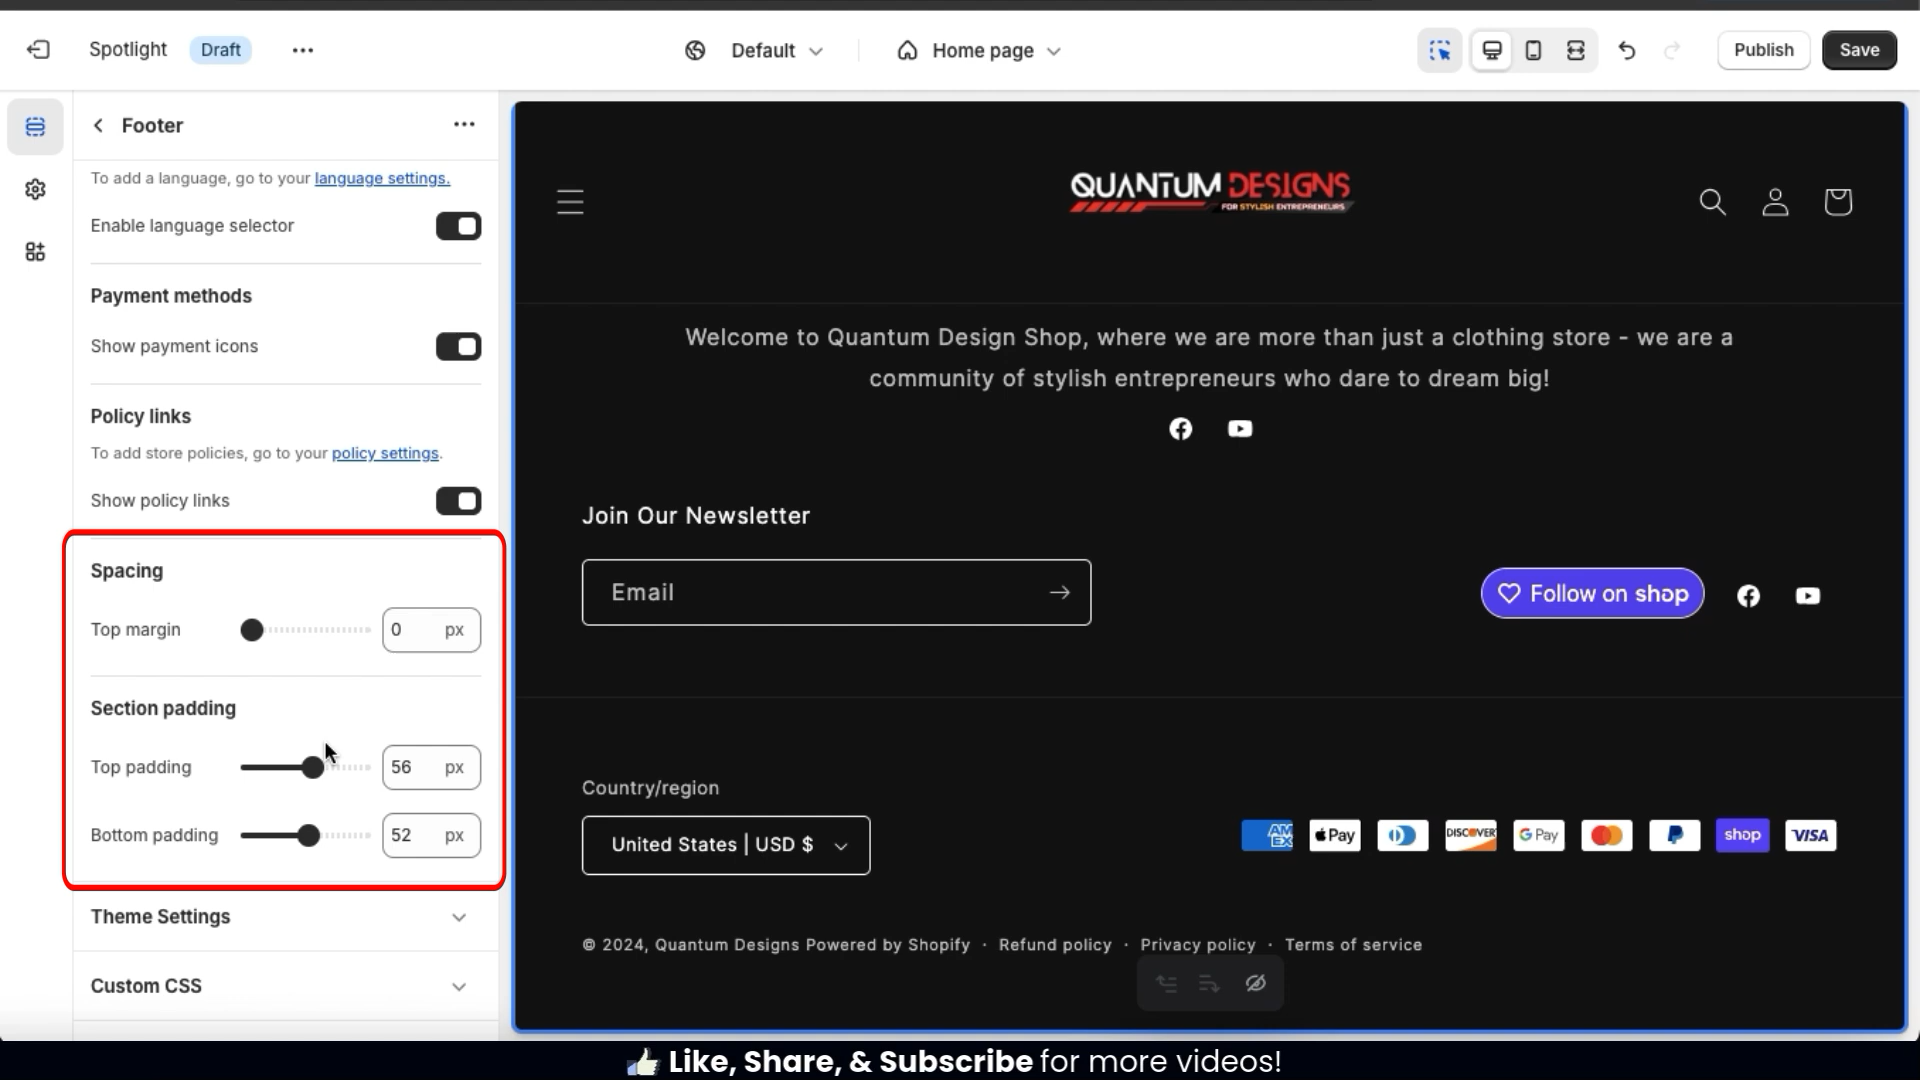 Spotlight Draft
Default
Home page
Publish
Save
Footer
To add a language, go to your language settings.
Enable language selector
Payment methods
Show payment icons
Policy links
To add store policies, go to your policy settings.
Show policy links
Spacing
Top margin 0 px
Section padding
Top padding 56 px
Bottom padding 52 px
Theme Settings
Custom CSS
QUANTUM DESIGNS
FOR STYLISH ENTREPRENEURS
Welcome to Quantum Design Shop, where we are more than just a clothing store - we are a
community of stylish entrepreneurs who dare to dream big!
Join Our Newsletter
Email
Follow on shop
Country/region
United States | USD $
AMEX
Pay
DISCOVER
G Pay
shop
VISA
© 2024, Quantum Designs Powered by Shopify · Refund policy · Privacy policy · Terms of service
Like, Share, & Subscribe for more videos!